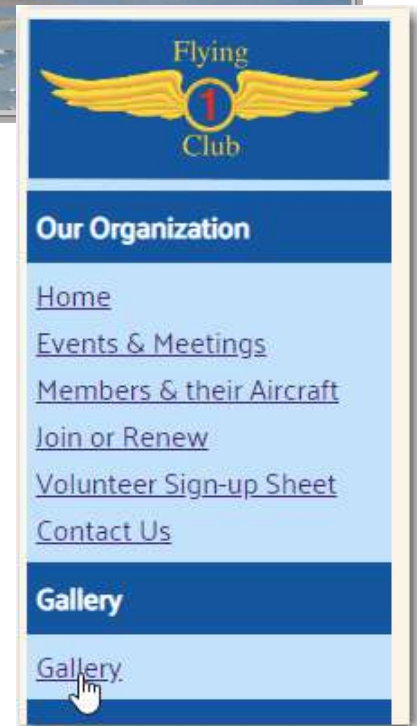 Flying
1
Club
Our Organization
Home
Events & Meetings
Members & their Aircraft
Join or Renew
Volunteer Sign-up Sheet
Contact Us
Gallery
Gallery